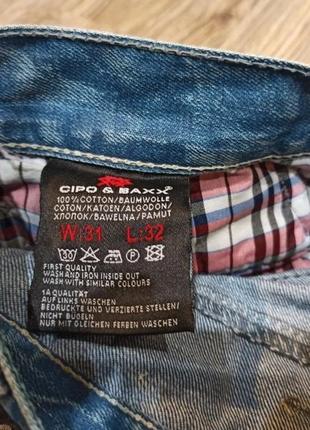 CIPO & BAXX®
100% COTTON/BAUMWOLLE
COTON/KATOEN/ALGODON/
ХЛОПОК/BAWELNA/PAMUT
W:31 L:32
FIRST QUALITY
WASH AND IRON INSIDE OUT
WASH WITH SIMILAR COLOURS
1A QUALITÄT
AUF LINKS WASCHEN
BEDRUCKTE UND VERZIERTE STELLEN/
NICHT BÜGELN
NUR MIT GLEICHEN FARBEN WASCHEN